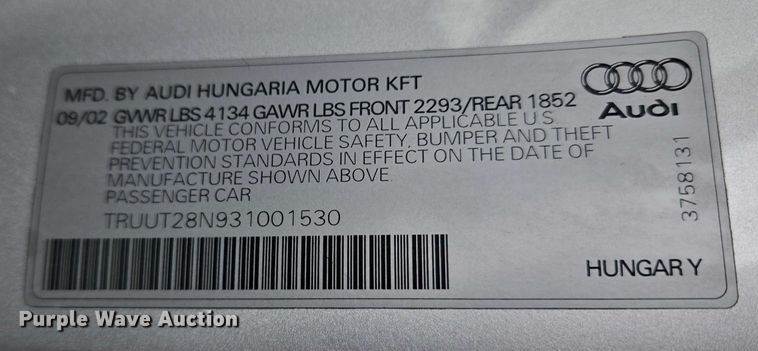 MFD. BY AUDI HUNGARIA MOTOR KFT
09/02 GVWR LBS 4134 GAWR LBS FRONT 2293/REAR 1852
THIS VEHICLE CONFORMS TO ALL APPLICABLE U.S.
FEDERAL MOTOR VEHICLE SAFETY, BUMPER AND THEFT
PREVENTION STANDARDS IN EFFECT ON THE DATE OF
MANUFACTURE SHOWN ABOVE.
PASSENGER CAR
TRUUT28N931001530
Audi
3758131
HUNGARY
Purple Wave Auction